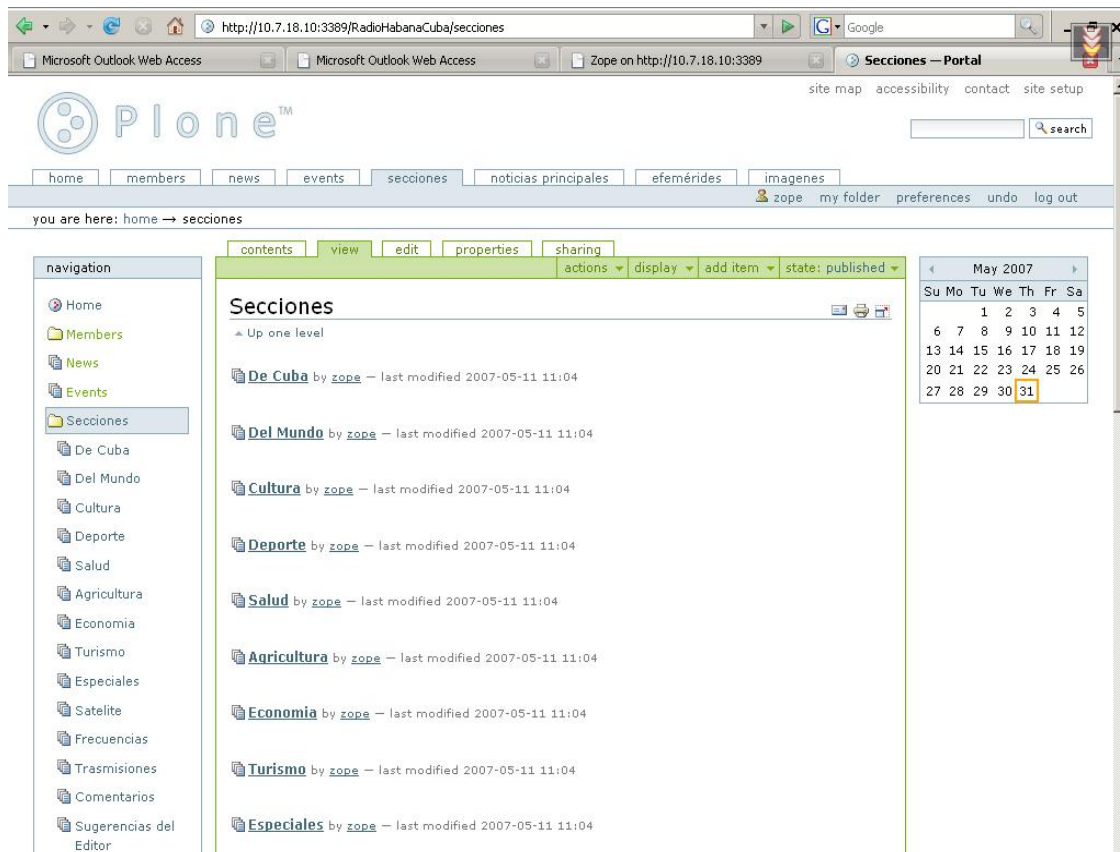 http://10.7.18.10:3389/RadioHabanaCuba/secciones
G Google
Microsoft Outlook Web Access
Microsoft Outlook Web Access
Zope on http://10.7.18.10:3389
Secciones — Portal
site map accessibility contact site setup
Plone™
search
home members news events secciones noticias principales efemérides imagenes
zope my folder preferences undo log out
you are here: home → secciones
contents view edit properties sharing
actions display add item state: published
navigation
Home
Members
News
Events
Secciones
De Cuba
Del Mundo
Cultura
Deporte
Salud
Agricultura
Economia
Turismo
Especiales
Satelite
Frecuencias
Trasmisiones
Comentarios
Sugerencias del
Editor
Secciones
Up one level
De Cuba by zope — last modified 2007-05-11 11:04
Del Mundo by zope — last modified 2007-05-11 11:04
Cultura by zope — last modified 2007-05-11 11:04
Deporte by zope — last modified 2007-05-11 11:04
Salud by zope — last modified 2007-05-11 11:04
Agricultura by zope — last modified 2007-05-11 11:04
Economia by zope — last modified 2007-05-11 11:04
Turismo by zope — last modified 2007-05-11 11:04
Especiales by zope — last modified 2007-05-11 11:04
May 2007
Su Mo Tu We Th Fr Sa
1 2 3 4 5
6 7 8 9 10 11 12
13 14 15 16 17 18 19
20 21 22 23 24 25 26
27 28 29 30 31